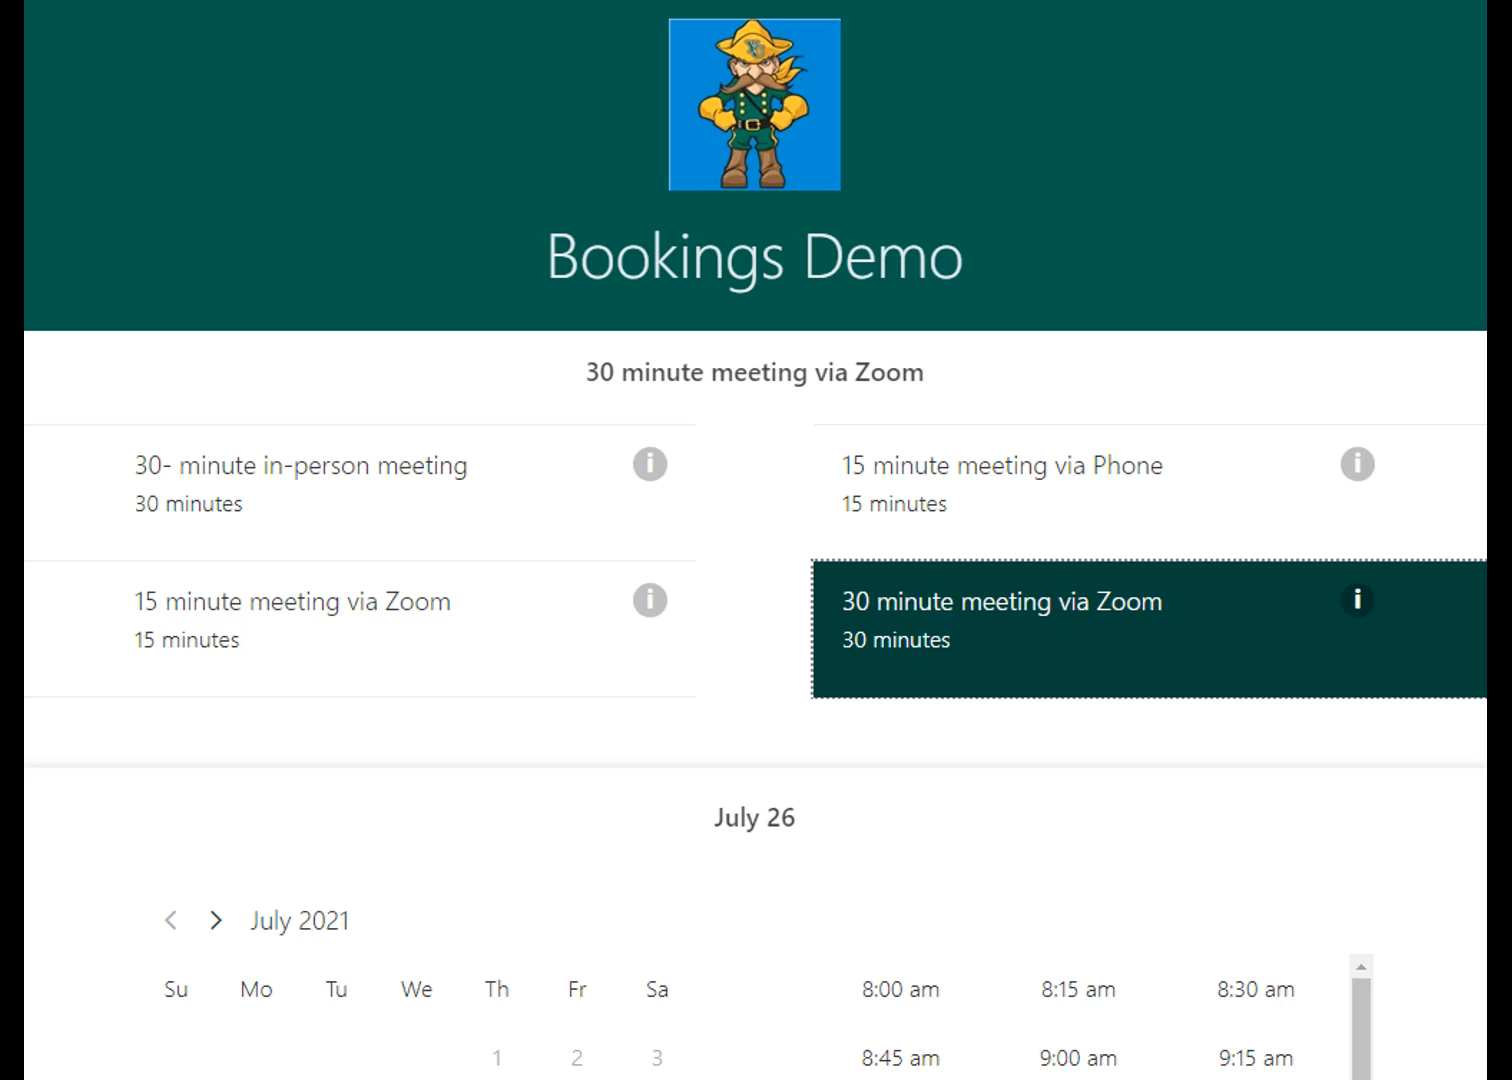 Bookings Demo
30 minute meeting via Zoom
30- minute in-person meeting
30 minutes
15 minute meeting via Phone
15 minutes
15 minute meeting via Zoom
15 minutes
30 minute meeting via Zoom
30 minutes
July 26
July 2021
Su Mo Tu We Th Fr Sa
1 2 3
8:00 am 8:15 am 8:30 am
8:45 am 9:00 am 9:15 am